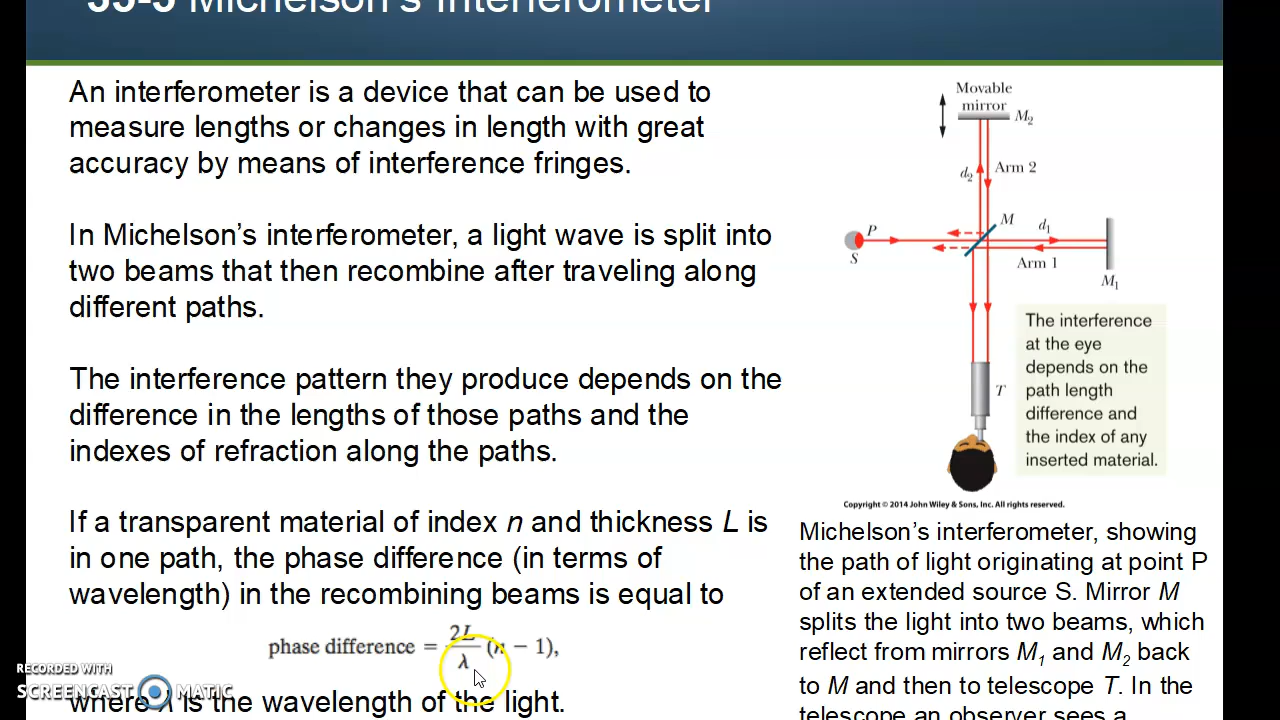 35-5 Michelson's Interferometer
An interferometer is a device that can be used to
measure lengths or changes in length with great
accuracy by means of interference fringes.
In Michelson's interferometer, a light wave is split into
two beams that then recombine after traveling along
different paths.
The interference pattern they produce depends on the
difference in the lengths of those paths and the
indexes of refraction along the paths.
If a transparent material of index n and thickness L is
in one path, the phase difference (in terms of
wavelength) in the recombining beams is equal to
phase difference = 2L/λ (n − 1),
where λ is the wavelength of the light.
RECORDED WITH
SCREENCAST MATIC
Movable
mirror
M2
d2
Arm 2
P
S
M
d1
Arm 1
M1
The interference
at the eye
depends on the
path length
difference and
the index of any
inserted material.
T
Copyright © 2014 John Wiley & Sons, Inc. All rights reserved.
Michelson's interferometer, showing
the path of light originating at point P
of an extended source S. Mirror M
splits the light into two beams, which
reflect from mirrors M1 and M2 back
to M and then to telescope T. In the
telescope an observer sees a